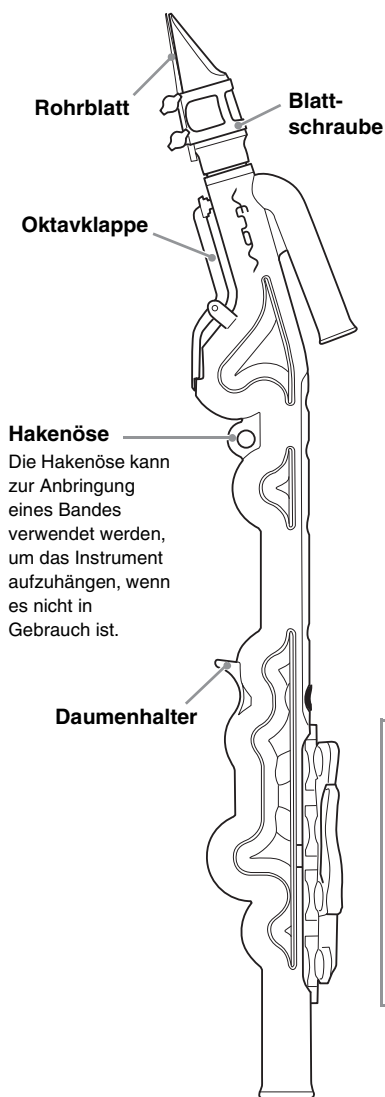 Rohrblatt
Blatt-
schraube
Oktavklappe
Venova
Hakenöse
Die Hakenöse kann
zur Anbringung
eines Bandes
verwendet werden,
um das Instrument
aufzuhängen, wenn
es nicht in
Gebrauch ist.
Daumenhalter